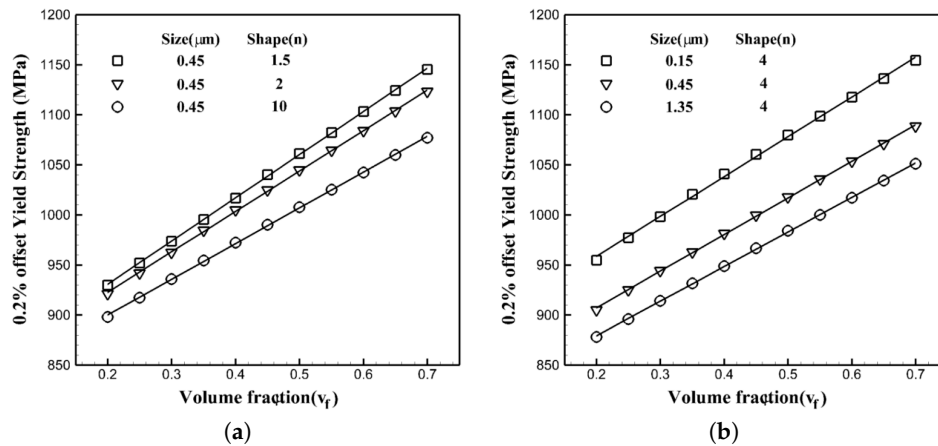 1200
1150
1100
1050
1000
950
900
850
0.2% offset Yield Strength (MPa)
Size(μm) Shape(n)
0.45 1.5
0.45 2
0.45 10
0.2 0.3 0.4 0.5 0.6 0.7
Volume fraction(v_f)
(a)
1200
1150
1100
1050
1000
950
900
850
0.2% offset Yield Strength (MPa)
Size(μm) Shape(n)
0.15 4
0.45 4
1.35 4
0.2 0.3 0.4 0.5 0.6 0.7
Volume fraction(v_f)
(b)